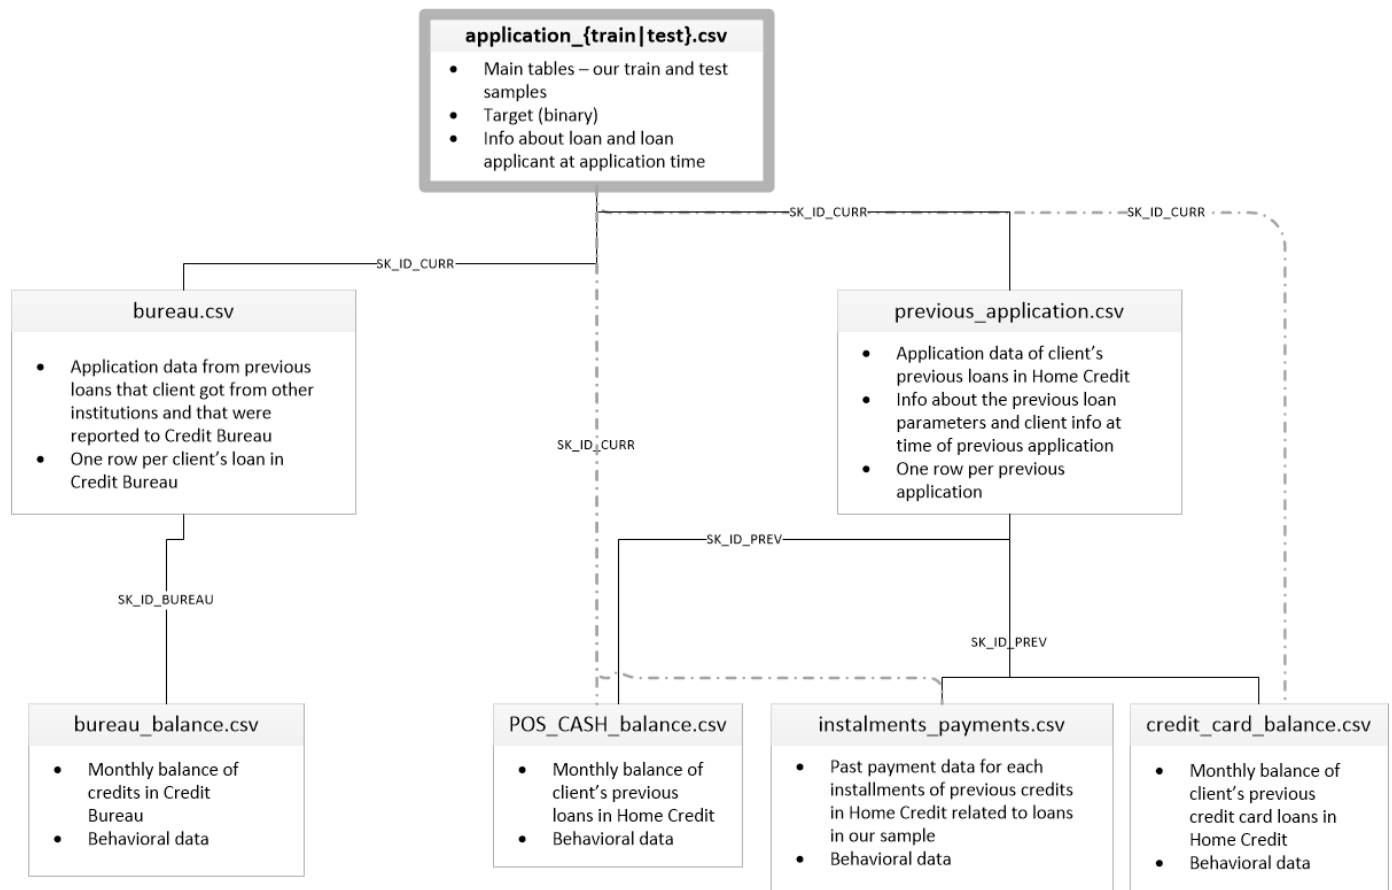 application_{train|test}.csv
• Main tables – our train and test
samples
• Target (binary)
• Info about loan and loan
applicant at application time
SK_ID_CURR
SK_ID_CURR
SK_ID_CURR
bureau.csv
• Application data from previous
loans that client got from other
institutions and that were
reported to Credit Bureau
• One row per client's loan in
Credit Bureau
previous_application.csv
• Application data of client's
previous loans in Home Credit
• Info about the previous loan
parameters and client info at
time of previous application
• One row per previous
application
SK_ID_CURR
SK_ID_PREV
SK_ID_BUREAU
SK_ID_PREV
bureau_balance.csv
• Monthly balance of
credits in Credit
Bureau
• Behavioral data
POS_CASH_balance.csv
• Monthly balance of
client's previous
loans in Home Credit
• Behavioral data
instalments_payments.csv
• Past payment data for each
installments of previous credits
in Home Credit related to loans
in our sample
• Behavioral data
credit_card_balance.csv
• Monthly balance of
client's previous
credit card loans in
Home Credit
• Behavioral data